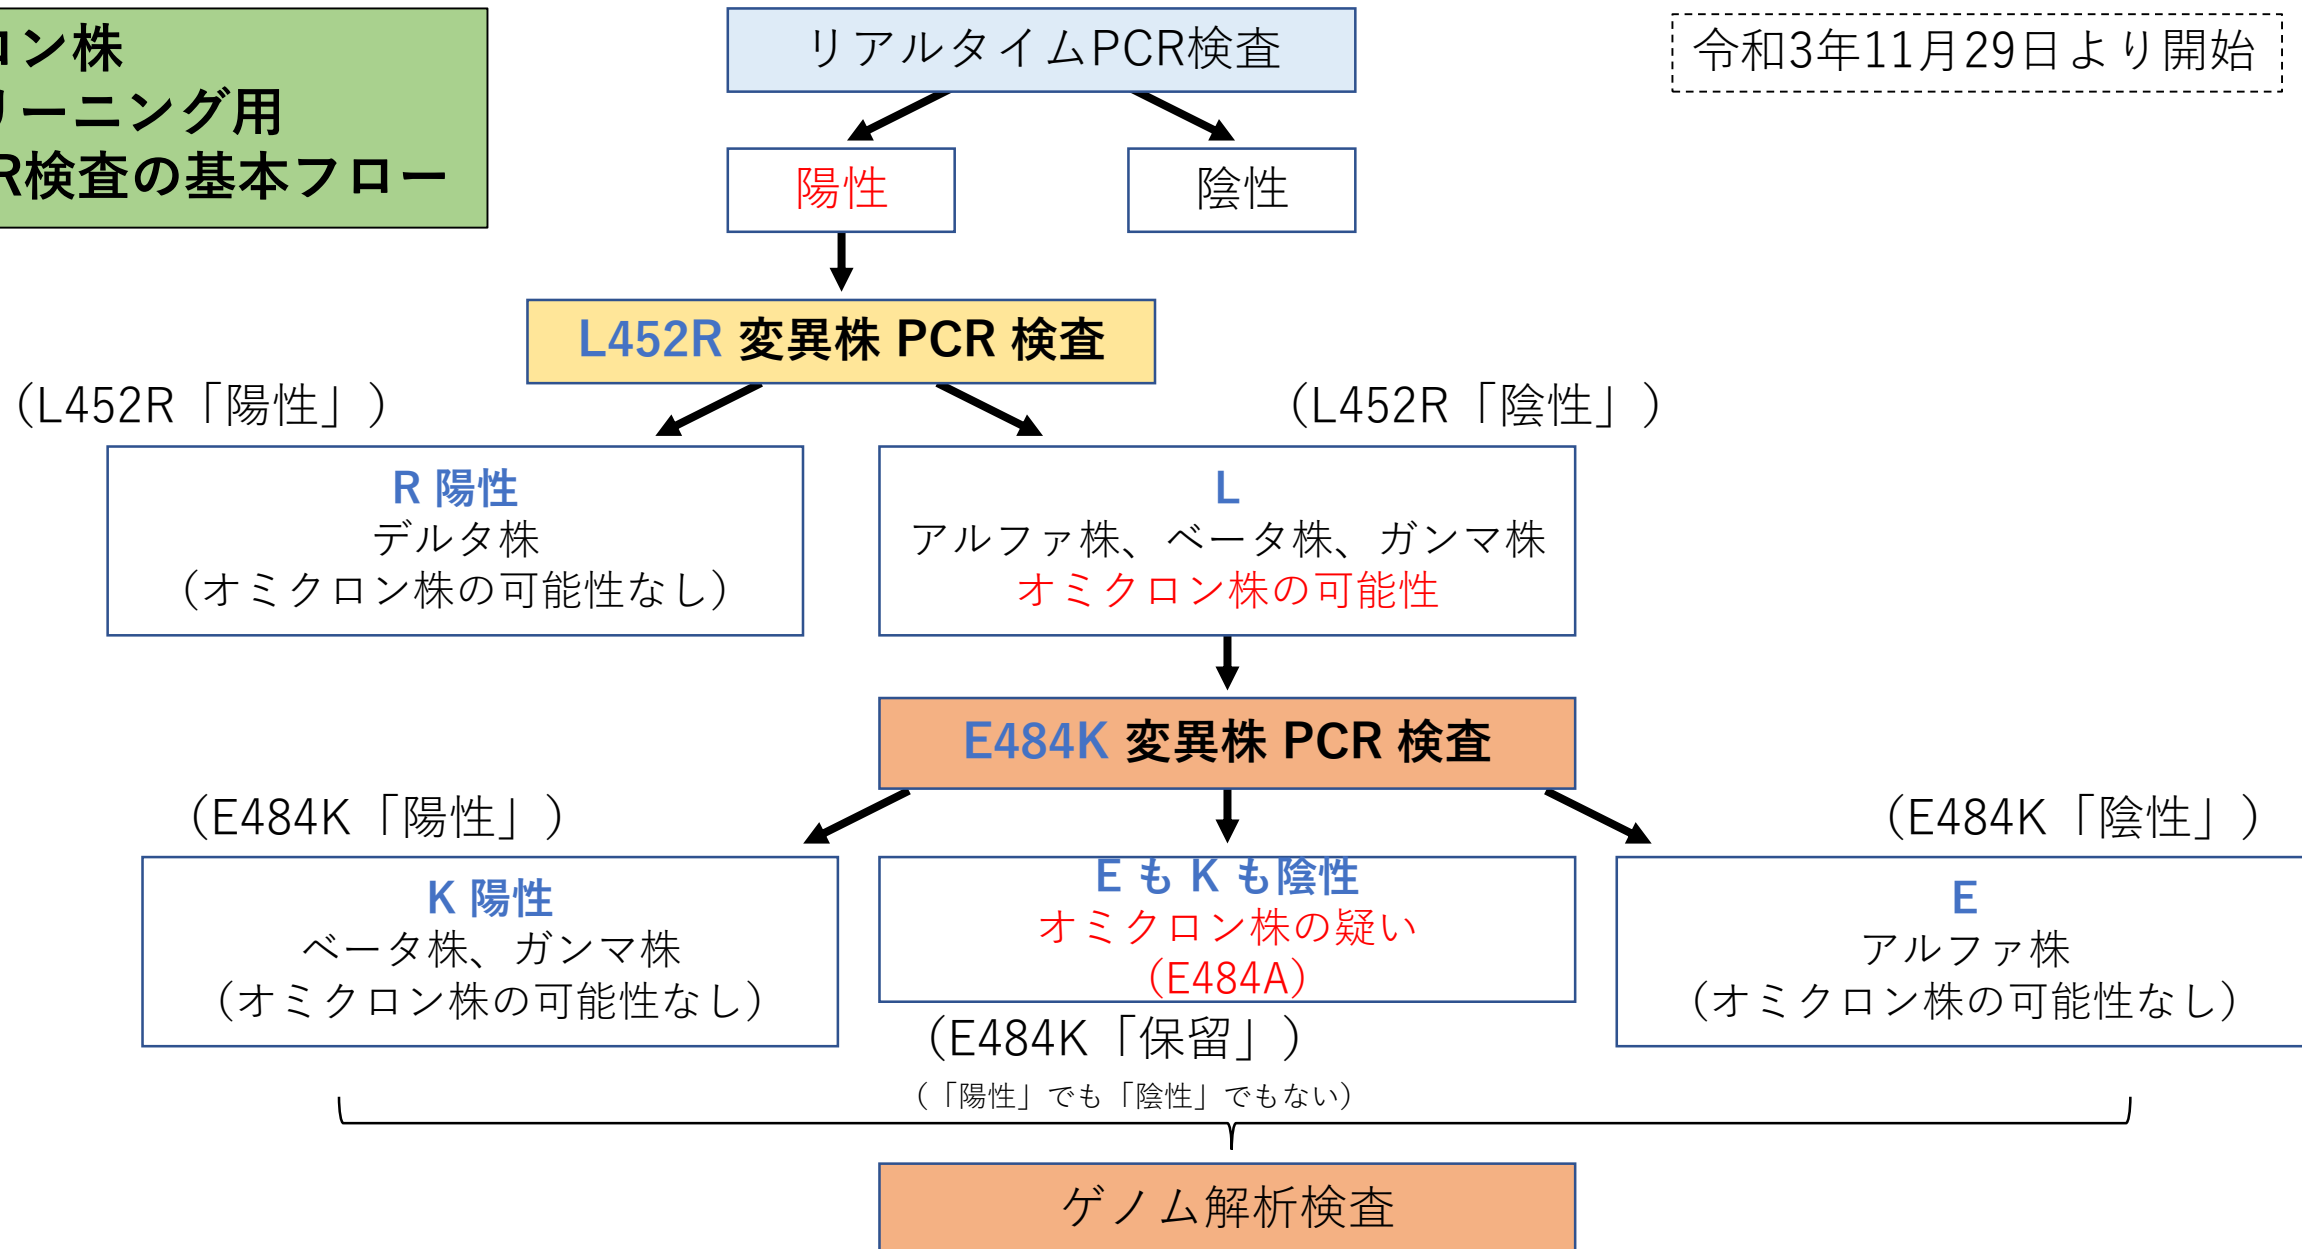 ロン株
リーニング用
R検査の基本フロー
リアルタイムPCR検査
令和3年11月29日より開始
陽性
陰性
L452R 変異株 PCR 検査
（L452R「陽性」）
（L452R「陰性」）
R 陽性
デルタ株
（オミクロン株の可能性なし）
L
アルファ株、ベータ株、ガンマ株
オミクロン株の可能性
E484K 変異株 PCR 検査
（E484K「陽性」）
（E484K「陰性」）
K 陽性
ベータ株、ガンマ株
（オミクロン株の可能性なし）
E も K も陰性
オミクロン株の疑い
（E484A）
E
アルファ株
（オミクロン株の可能性なし）
（E484K「保留」）
（「陽性」でも「陰性」でもない）
ゲノム解析検査